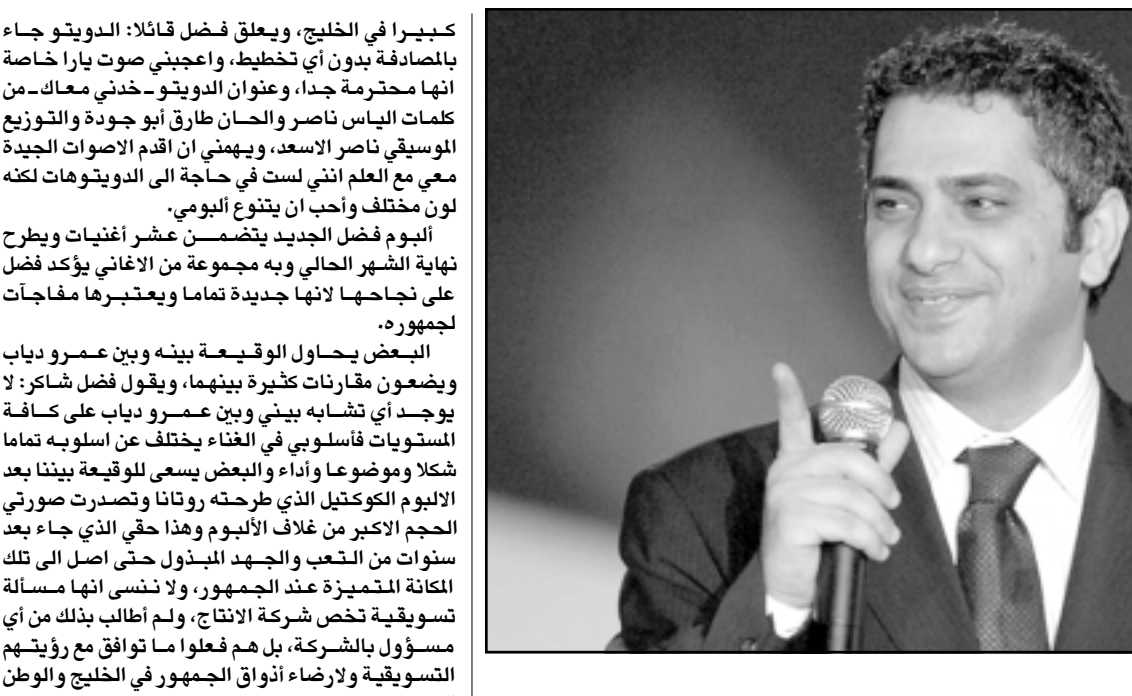 كبيرا في الخليج، ويعلق فضل قائلا: الدويتو جاء
بالمصادفة بدون أي تخطيط، واعجبني صوت يارا خاصة
انها محترمة جدا، وعنوان الدويتو ـ خدني معاك ـ من
كلمات الياس ناصر والحان طارق أبو جودة والتوزيع
الموسيقي ناصر الاسعد، ويهمني ان اقدم الاصوات الجيدة
معي مع العلم انني لست في حاجة الى الدويتوهات لكنه
لون مختلف وأحب ان يتنوع ألبومي.
ألبوم فضل الجديد يتضمن عشر أغنيات ويطرح
نهاية الشهر الحالي وبه مجموعة من الاغاني يؤكد فضل
على نجاحها لانها جديدة تماما ويعتبرها مفاجآت
لجمهوره.
البعض يحاول الوقيعة بينه وبين عمرو دياب
ويضعون مقارنات كثيرة بينهما، ويقول فضل شاكر: لا
يوجد أي تشابه بيني وبين عمرو دياب على كافة
المستويات فأسلوبي في الغناء يختلف عن اسلوبه تماما
شكلا وموضوعا وأداء والبعض يسعى للوقيعة بيننا بعد
الالبوم الكوكتيل الذي طرحته روتانا وتصدرت صورتي
الحجم الاكبر من غلاف الألبوم وهذا حقي الذي جاء بعد
سنوات من التعب والجهد المبذول حتى اصل الى تلك
المكانة المتميزة عند الجمهور، ولا ننسى انها مسألة
تسويقية تخص شركة الانتاج، ولم أطالب بذلك من أي
مسؤول بالشركة، بل هم فعلوا ما توافق مع رؤيتهم
التسويقية ولارضاء أذواق الجمهور في الخليج والوطن